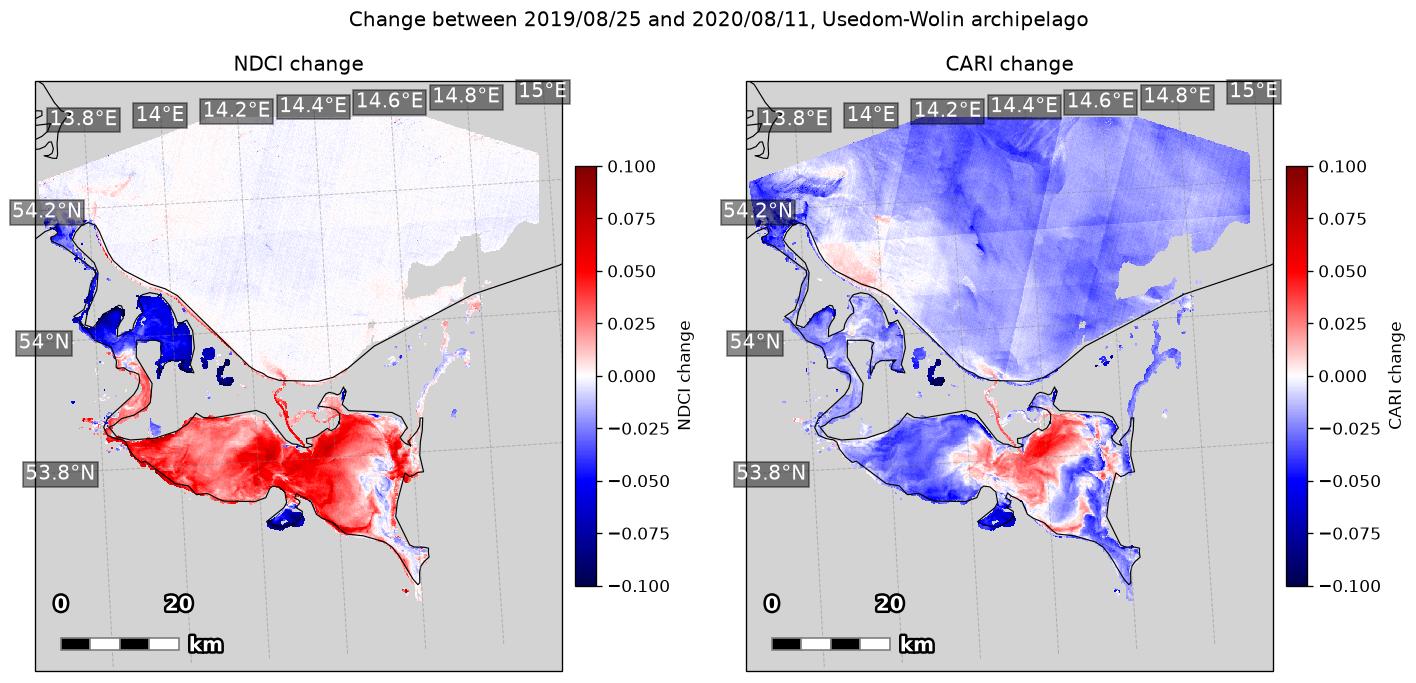 Change between 2019/08/25 and 2020/08/11, Usedom-Wolin archipelago
NDCI change
13.8°E
14°E
14.2°E
14.4°E
14.6°E
14.8°E
15°E
54.2°N
54°N
53.8°N
0
20
km
0.100
0.075
0.050
0.025
0.000
−0.025
−0.050
−0.075
−0.100
NDCI change
CARI change
13.8°E
14°E
14.2°E
14.4°E
14.6°E
14.8°E
15°E
54.2°N
54°N
53.8°N
0
20
km
0.100
0.075
0.050
0.025
0.000
−0.025
−0.050
−0.075
−0.100
CARI change